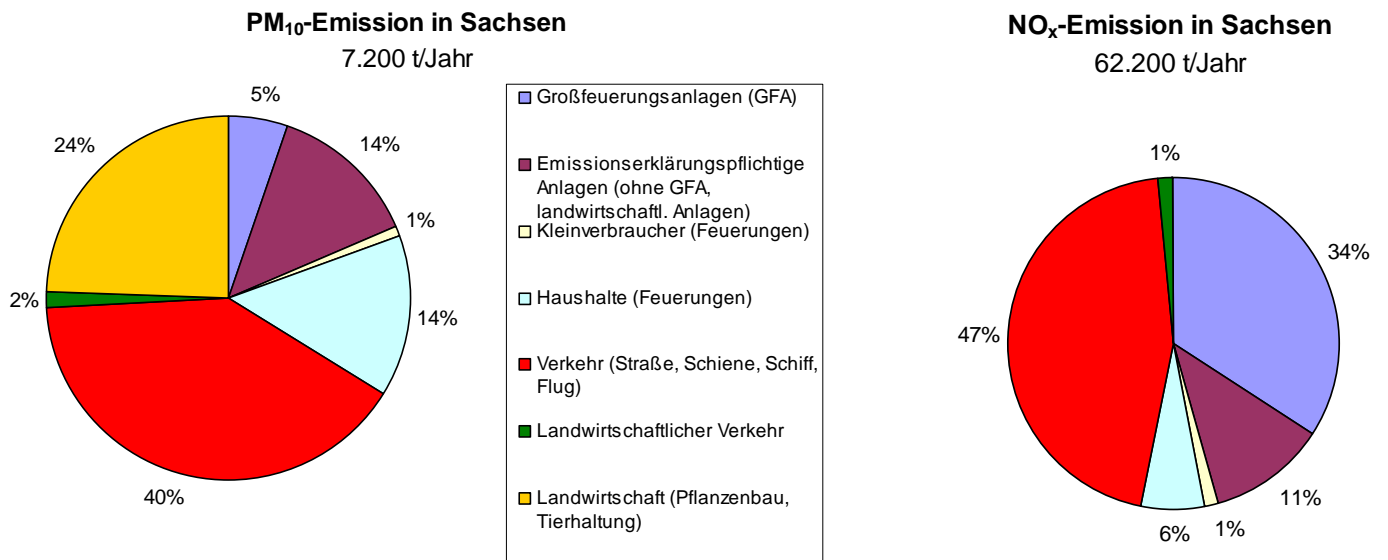 PM₁₀-Emission in Sachsen
7.200 t/Jahr
5%
14%
1%
14%
40%
2%
24%
Großfeuerungsanlagen (GFA)
Emissionserklärungspflichtige
Anlagen (ohne GFA,
landwirtschaftl. Anlagen)
Kleinverbraucher (Feuerungen)
Haushalte (Feuerungen)
Verkehr (Straße, Schiene, Schiff,
Flug)
Landwirtschaftlicher Verkehr
Landwirtschaft (Pflanzenbau,
Tierhaltung)
NOₓ-Emission in Sachsen
62.200 t/Jahr
1%
34%
11%
1%
6%
47%